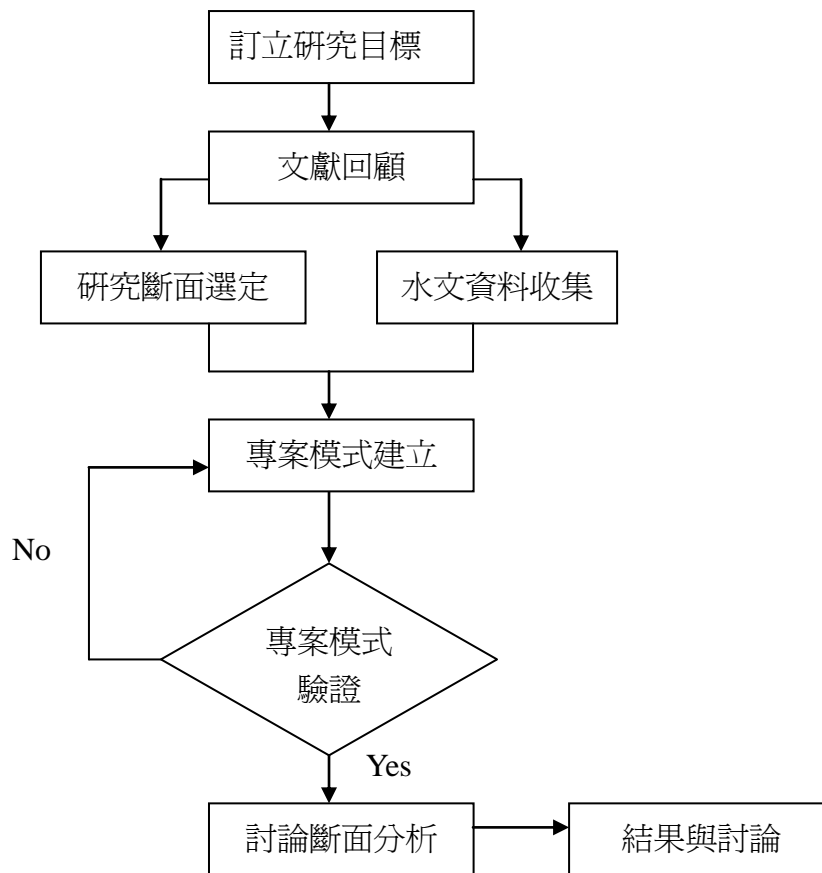 訂立研究目標
文獻回顧
研究斷面選定
水文資料收集
專案模式建立
No
專案模式
驗證
Yes
討論斷面分析
結果與討論